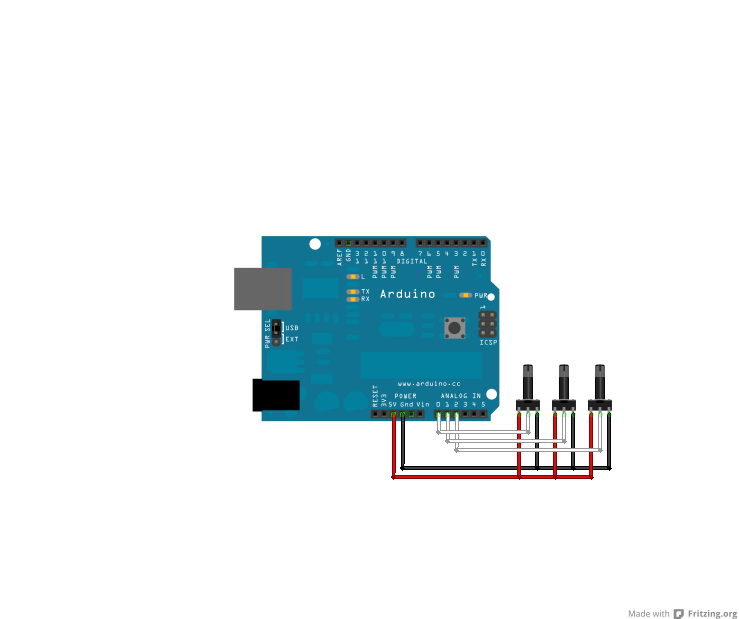 AREF
GND
13
12
11
10
9
8
7
6
5
4
3
2
1
0
PWM
PWM
PWM
PWM
PWM
PWM
TX
RX
DIGITAL
L
TX
RX
Arduino
PWR
1
USB
EXT
PWR SEL
ICSP
www.arduino.cc
RESET
3V3
POWER
ANALOG IN
5V Gnd Vin 0 1 2 3 4 5
Made with Fritzing.org